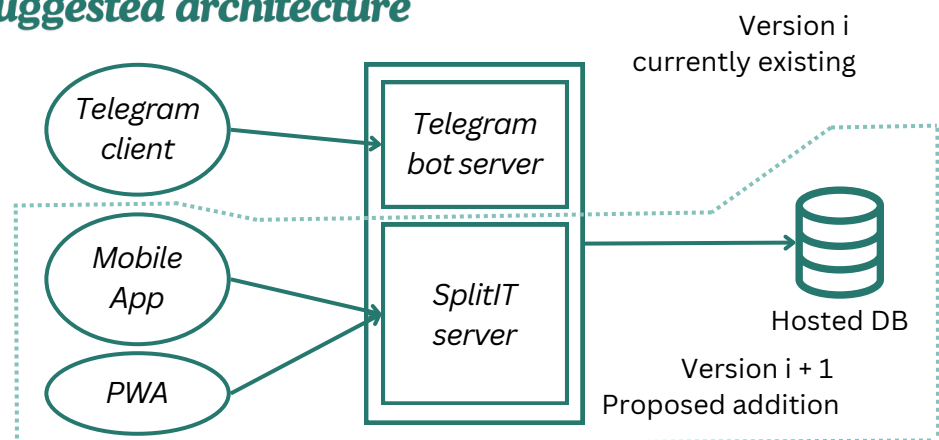 uggested architecture
Version i
currently existing
Telegram
client
Telegram
bot server
Mobile
App
SplitIT
server
PWA
Hosted DB
Version i + 1
Proposed addition